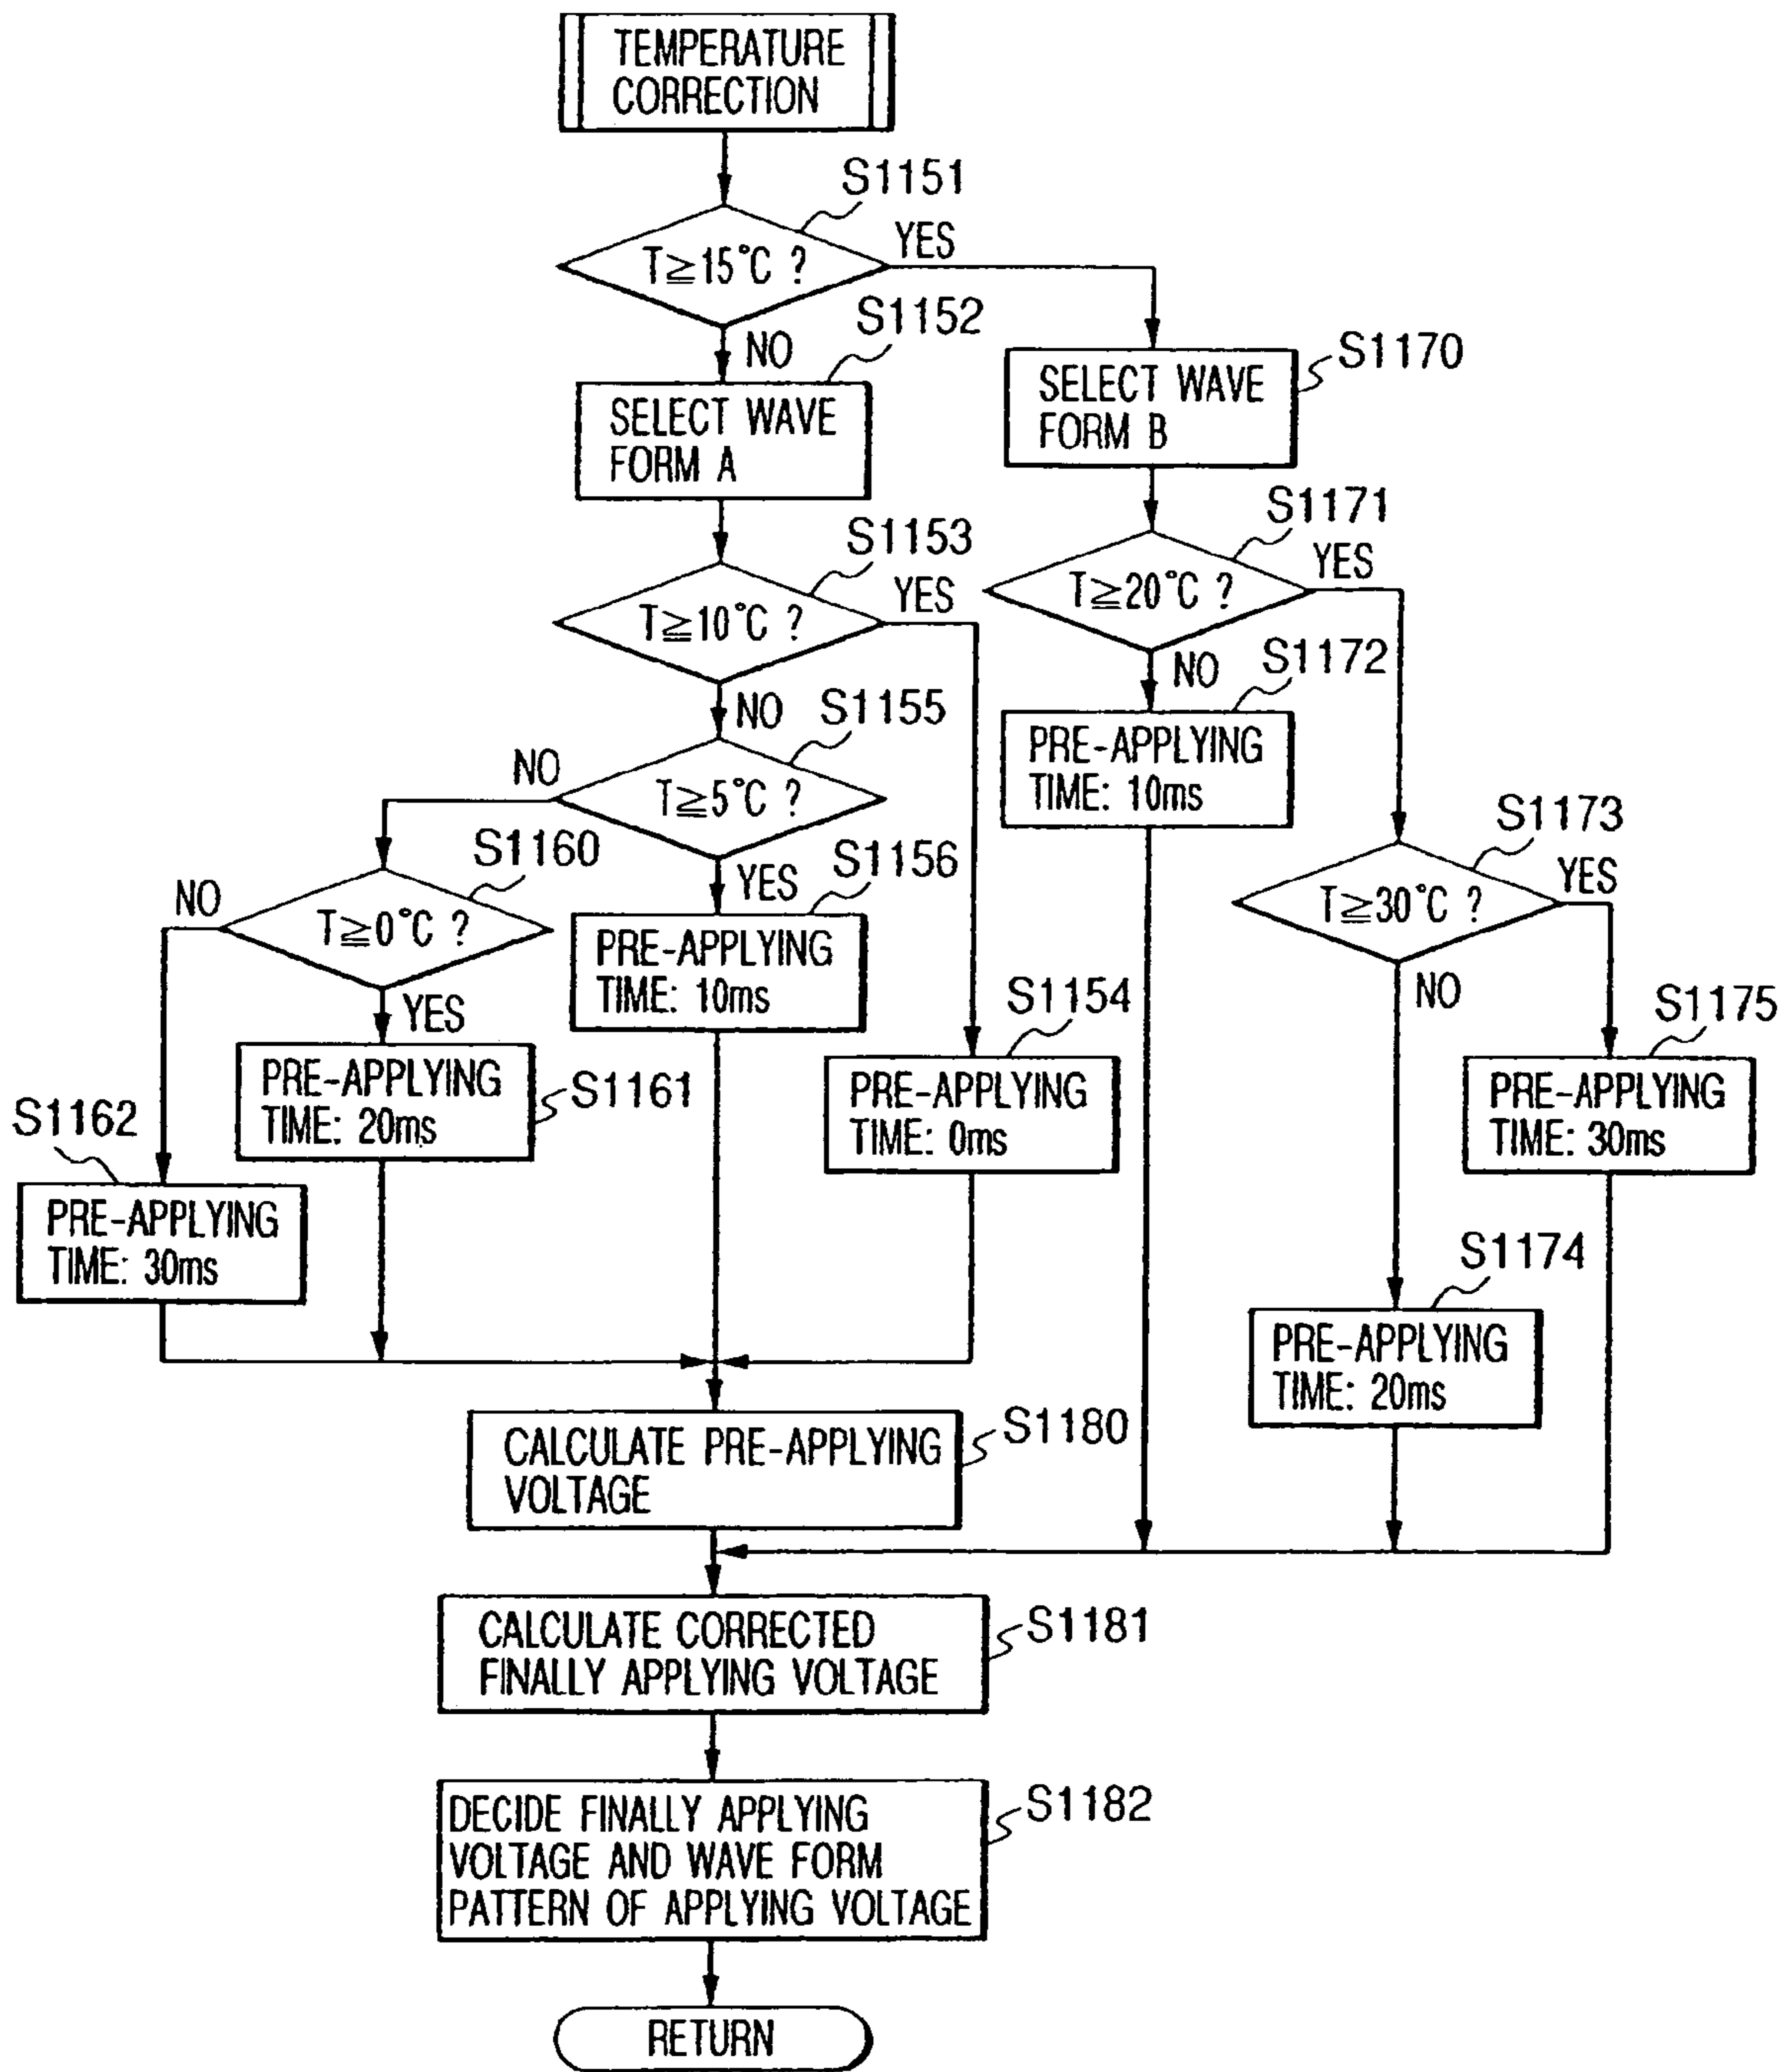 TEMPERATURE
CORRECTION
S1151
T≧15°C ?
YES
NO
S1152
SELECT WAVE
FORM A
S1170
SELECT WAVE
FORM B
S1153
T≧10°C ?
YES
NO
S1171
T≧20°C ?
YES
NO
S1172
PRE-APPLYING
TIME: 10ms
S1155
T≧5°C ?
NO
YES
S1156
PRE-APPLYING
TIME: 10ms
S1160
T≧0°C ?
NO
YES
S1161
PRE-APPLYING
TIME: 20ms
S1162
PRE-APPLYING
TIME: 30ms
S1154
PRE-APPLYING
TIME: 0ms
S1173
T≧30°C ?
YES
NO
S1175
PRE-APPLYING
TIME: 30ms
S1174
PRE-APPLYING
TIME: 20ms
S1180
CALCULATE PRE-APPLYING
VOLTAGE
S1181
CALCULATE CORRECTED
FINALLY APPLYING VOLTAGE
S1182
DECIDE FINALLY APPLYING
VOLTAGE AND WAVE FORM
PATTERN OF APPLYING VOLTAGE
RETURN